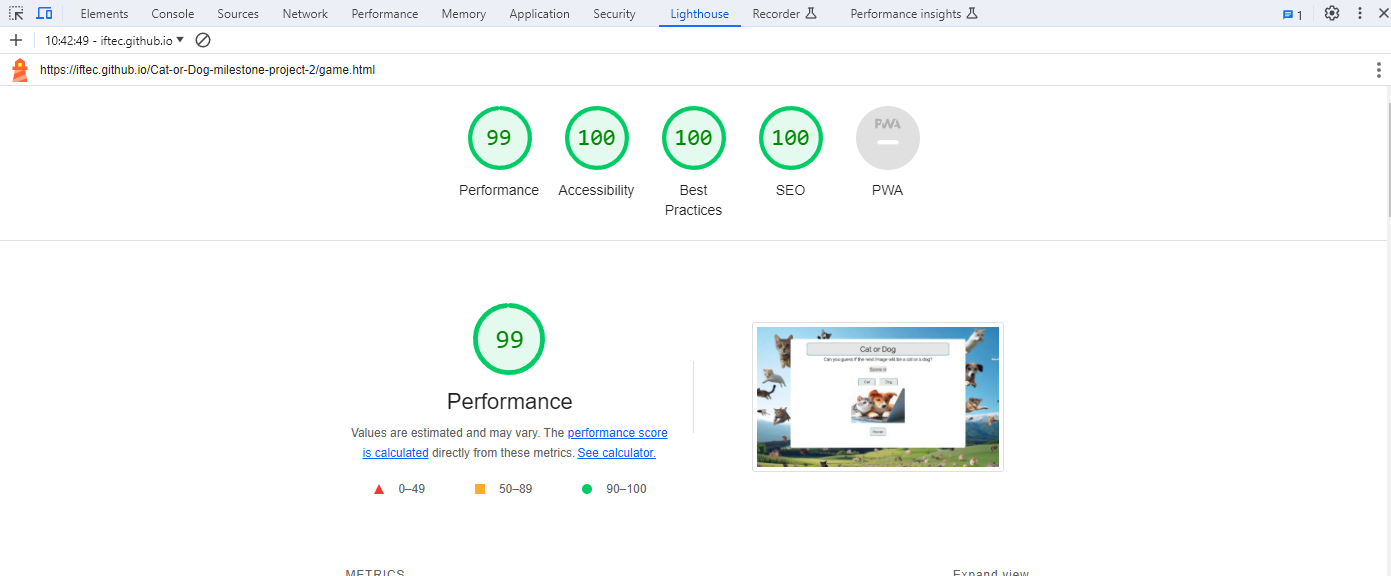 Elements Console Sources Network Performance Memory Application Security Lighthouse Recorder Performance insights 1
10:42:49 - iftec.github.io
https://iftec.github.io/Cat-or-Dog-milestone-project-2/game.html
99 100 100 100 PWA
Performance Accessibility Best Practices SEO PWA
99
Performance
Values are estimated and may vary. The performance score
is calculated directly from these metrics. See calculator.
0–49 50–89 90–100
Cat or Dog
Can you guess if the next image will be a cat or a dog?
Cat Dog
Home
METRICS Expand view